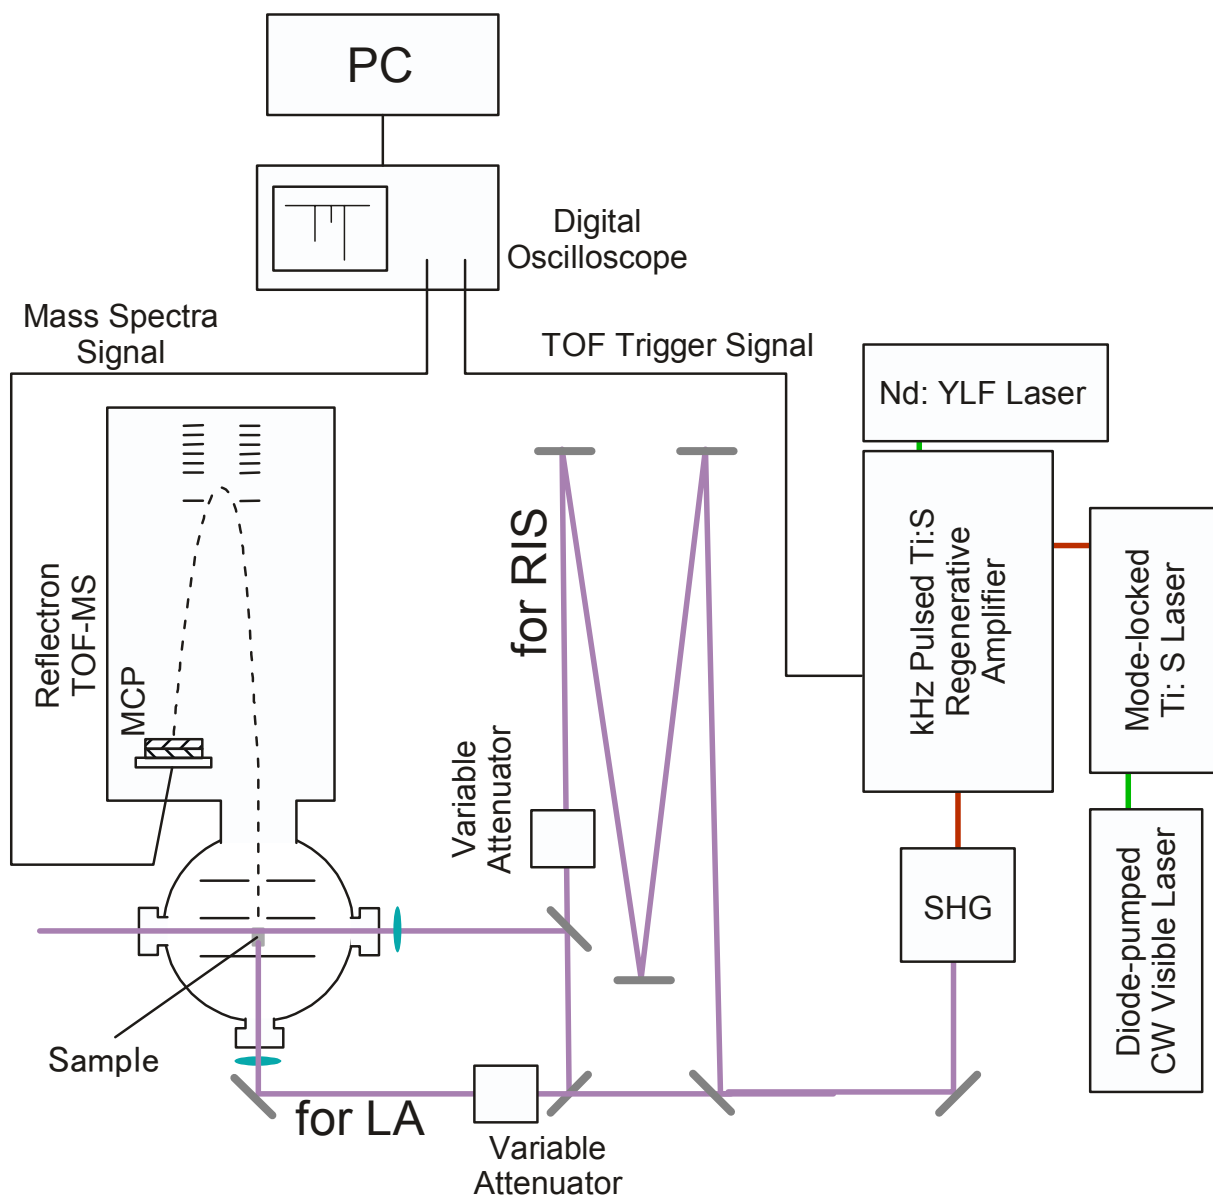 PC
Digital
Oscilloscope
Mass Spectra
Signal
TOF Trigger Signal
Nd: YLF Laser
Reflectron
TOF-MS
MCP
for RIS
kHz Pulsed Ti:S
Regenerative
Amplifier
Mode-locked
Ti: S Laser
Variable
Attenuator
SHG
Diode-pumped
CW Visible Laser
Sample
for LA
Variable
Attenuator